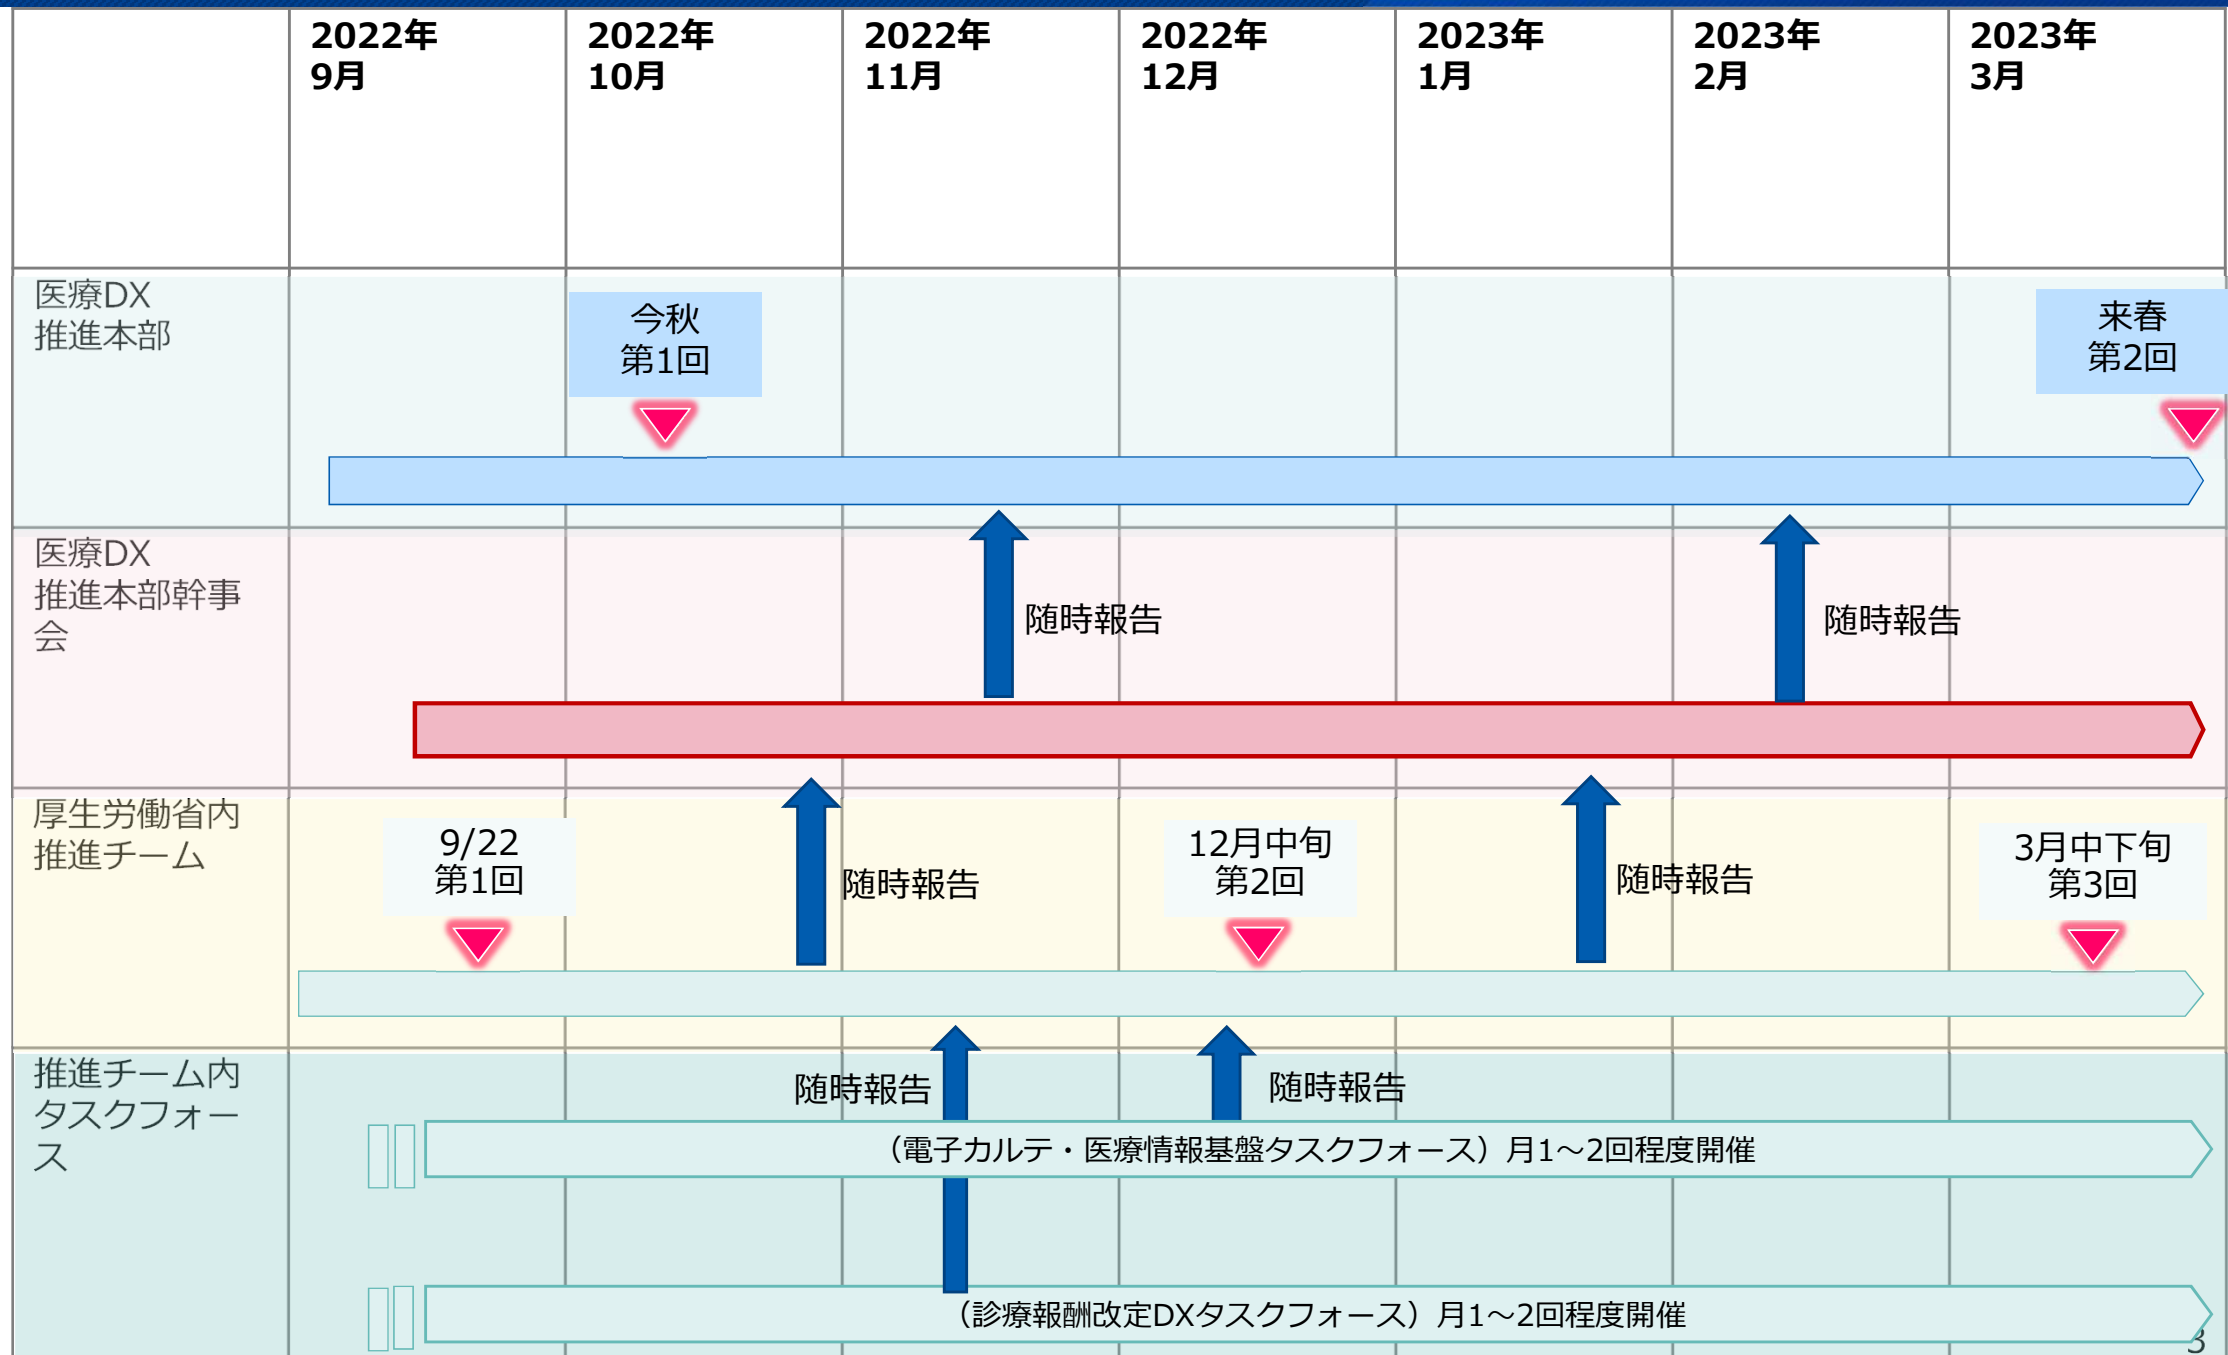 2022年
9月
2022年
10月
2022年
11月
2022年
12月
2023年
1月
2023年
2月
2023年
3月
医療DX
推進本部
今秋
第1回
来春
第2回
医療DX
推進本部幹事
会
随時報告
随時報告
厚生労働省内
推進チーム
9/22
第1回
随時報告
12月中旬
第2回
随時報告
3月中下旬
第3回
推進チーム内
タスクフォー
ス
随時報告
随時報告
（電子カルテ・医療情報基盤タスクフォース）月1～2回程度開催
（診療報酬改定DXタスクフォース）月1～2回程度開催
3